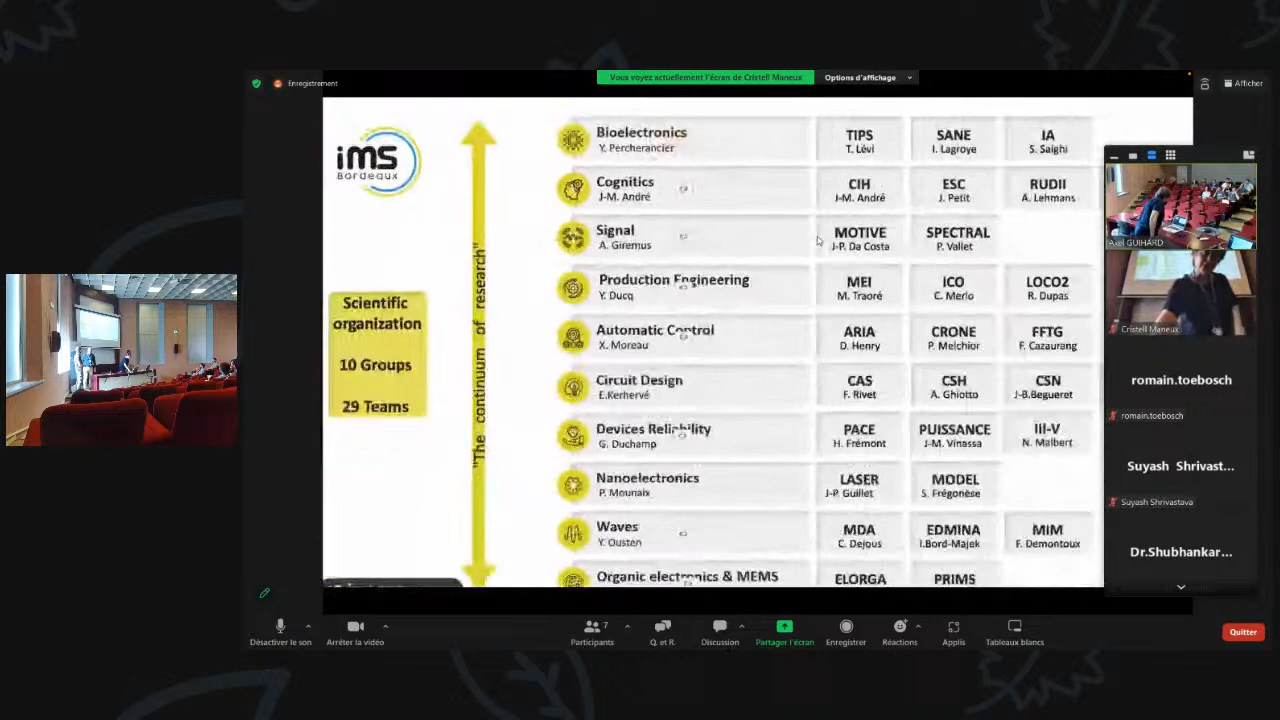 Enregistrement
Vous voyez actuellement l'écran de Cristell Maneux
Options d'affichage
Afficher
ims
BORDEAUX
Scientific
organization
10 Groups
29 Teams
"The continuum of research"
Bioelectronics
Y. Percherancier
TIPS
T. Lévi
SANE
I. Lagroye
IA
S. Saïghi
Cognitics
J-M. André
CIH
J-M. André
ESC
J. Petit
RUDII
A. Lehmans
Signal
A. Giremus
MOTIVE
J-P. Da Costa
SPECTRAL
P. Vallet
Production Engineering
Y. Ducq
MEI
M. Traoré
ICO
C. Merlo
LOCO2
R. Dupas
Automatic Control
X. Moreau
ARIA
D. Henry
CRONE
P. Melchior
FFTG
F. Cazaurang
Circuit Design
E.Kerhervé
CAS
F. Rivet
CSH
A. Ghiotto
CSN
J-B.Begueret
Devices Reliability
G. Duchamp
PACE
H. Frémont
PUISSANCE
J-M. Vinassa
III-V
N. Malbert
Nanoelectronics
P. Mounaix
LASER
J-P. Guillet
MODEL
S. Frégonèse
Waves
Y. Ousten
MDA
C. Dejous
EDMINA
I.Bord-Majek
MIM
F. Demontoux
Organic electronics & MEMS
ELORGA
PRIMS
Axel GUIHARD
Cristell Maneux
romain.toebosch
romain.toebosch
Suyash Shrivast...
Suyash Shrivastava
Dr.Shubhankar...
Désactiver le son
Arrêter la vidéo
Participants
7
Q. et R.
Discussion
Partager l'écran
Enregistrer
Réactions
Applis
Tableaux blancs
Quitter